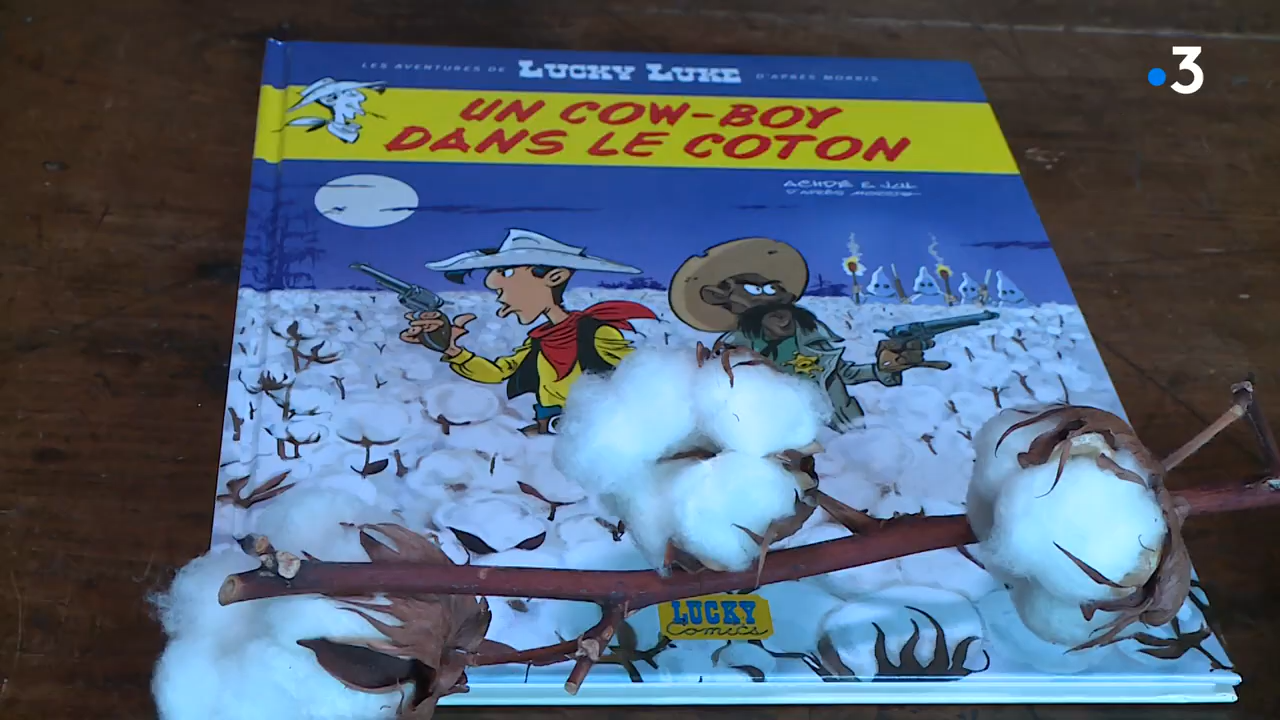 LES AVENTURES DE LUCKY LUKE D'APRÈS MORRIS
UN COW-BOY
DANS LE COTON
ACHDÉ & JUL
D'APRÈS MORRIS
LUCKY
COMICS
3